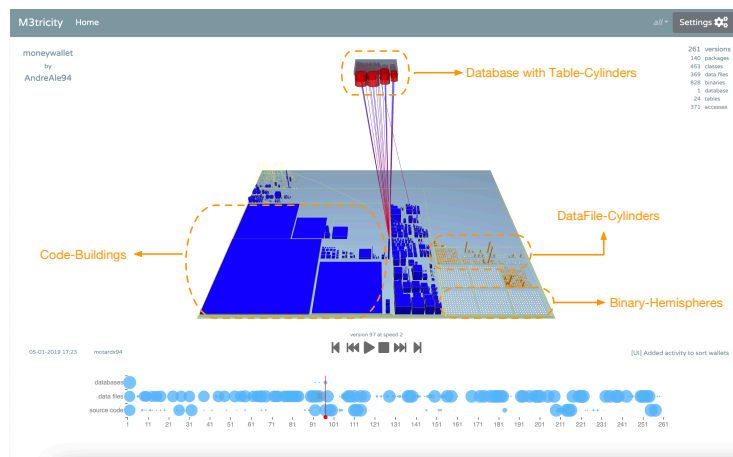 M3tricity Home all Settings
moneywallet
by
AndreAle94
261 versions
140 packages
453 classes
369 data files
828 binaries
1 database
24 tables
371 accesses
Database with Table-Cylinders
DataFile-Cylinders
Code-Buildings
Binary-Hemispheres
version 97 at speed 2
05-01-2019 17:23 [UI] Added activity to sort wallets
databases
data files
source code
1 11 21 31 41 51 61 71 81 91 101 111 121 131 141 151 161 171 181 191 201 211 221 231 241 251 261